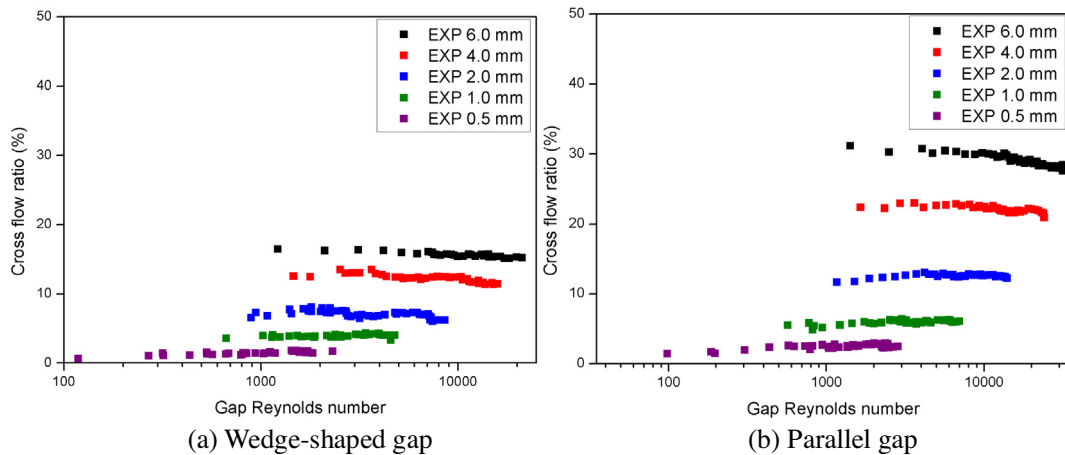 50
40
30
20
10
0
Cross flow ratio (%)
EXP 6.0 mm
EXP 4.0 mm
EXP 2.0 mm
EXP 1.0 mm
EXP 0.5 mm
100
1000
10000
Gap Reynolds number
(a) Wedge-shaped gap
50
40
30
20
10
0
Cross flow ratio (%)
EXP 6.0 mm
EXP 4.0 mm
EXP 2.0 mm
EXP 1.0 mm
EXP 0.5 mm
100
1000
10000
Gap Reynolds number
(b) Parallel gap